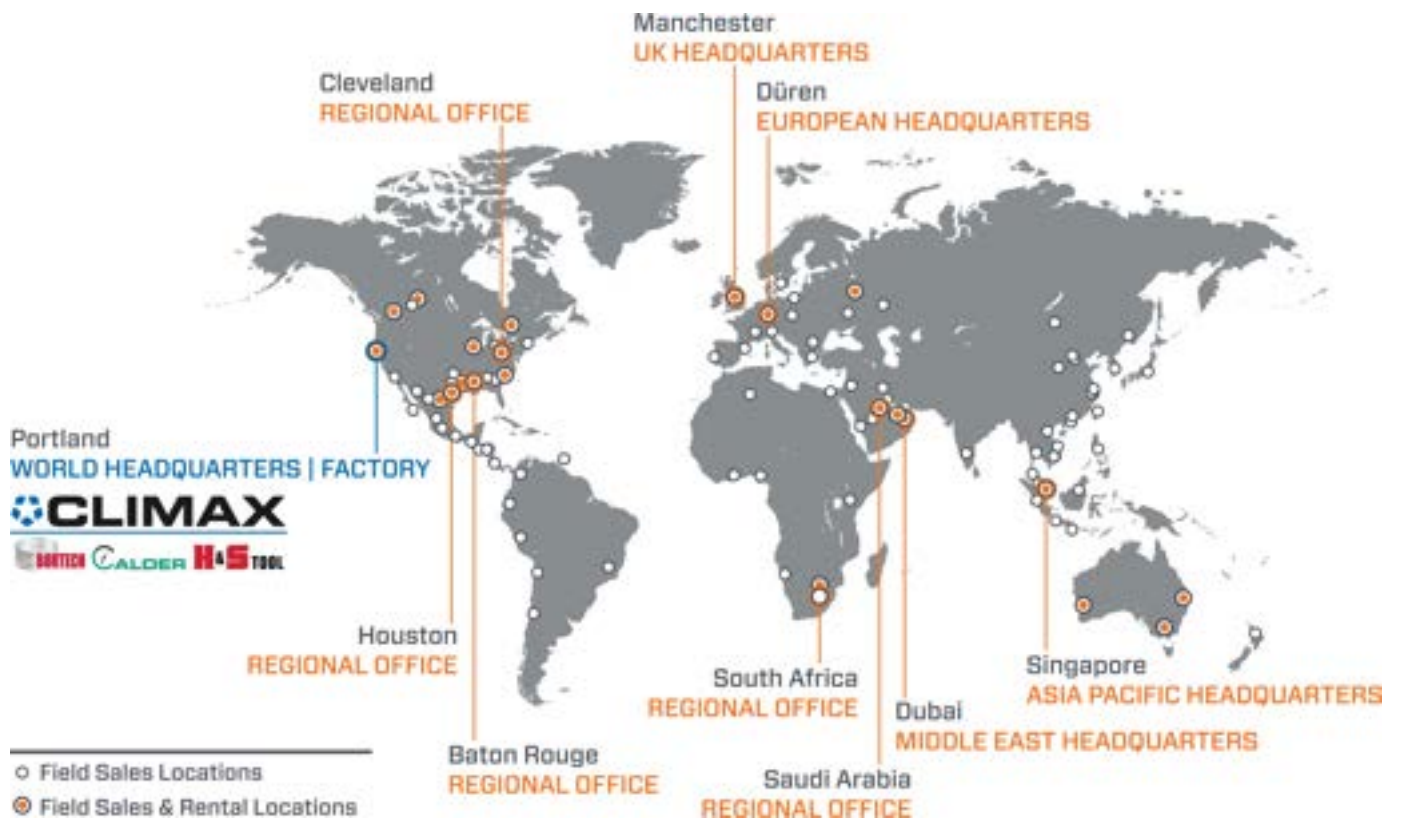 Manchester
UK HEADQUARTERS
Cleveland
REGIONAL OFFICE
Düren
EUROPEAN HEADQUARTERS
Portland
WORLD HEADQUARTERS | FACTORY
CLIMAX
BORTECH CALDER H&S TOOL
Houston
REGIONAL OFFICE
South Africa
REGIONAL OFFICE
Singapore
ASIA PACIFIC HEADQUARTERS
Dubai
MIDDLE EAST HEADQUARTERS
Baton Rouge
REGIONAL OFFICE
Saudi Arabia
REGIONAL OFFICE
Field Sales Locations
Field Sales & Rental Locations